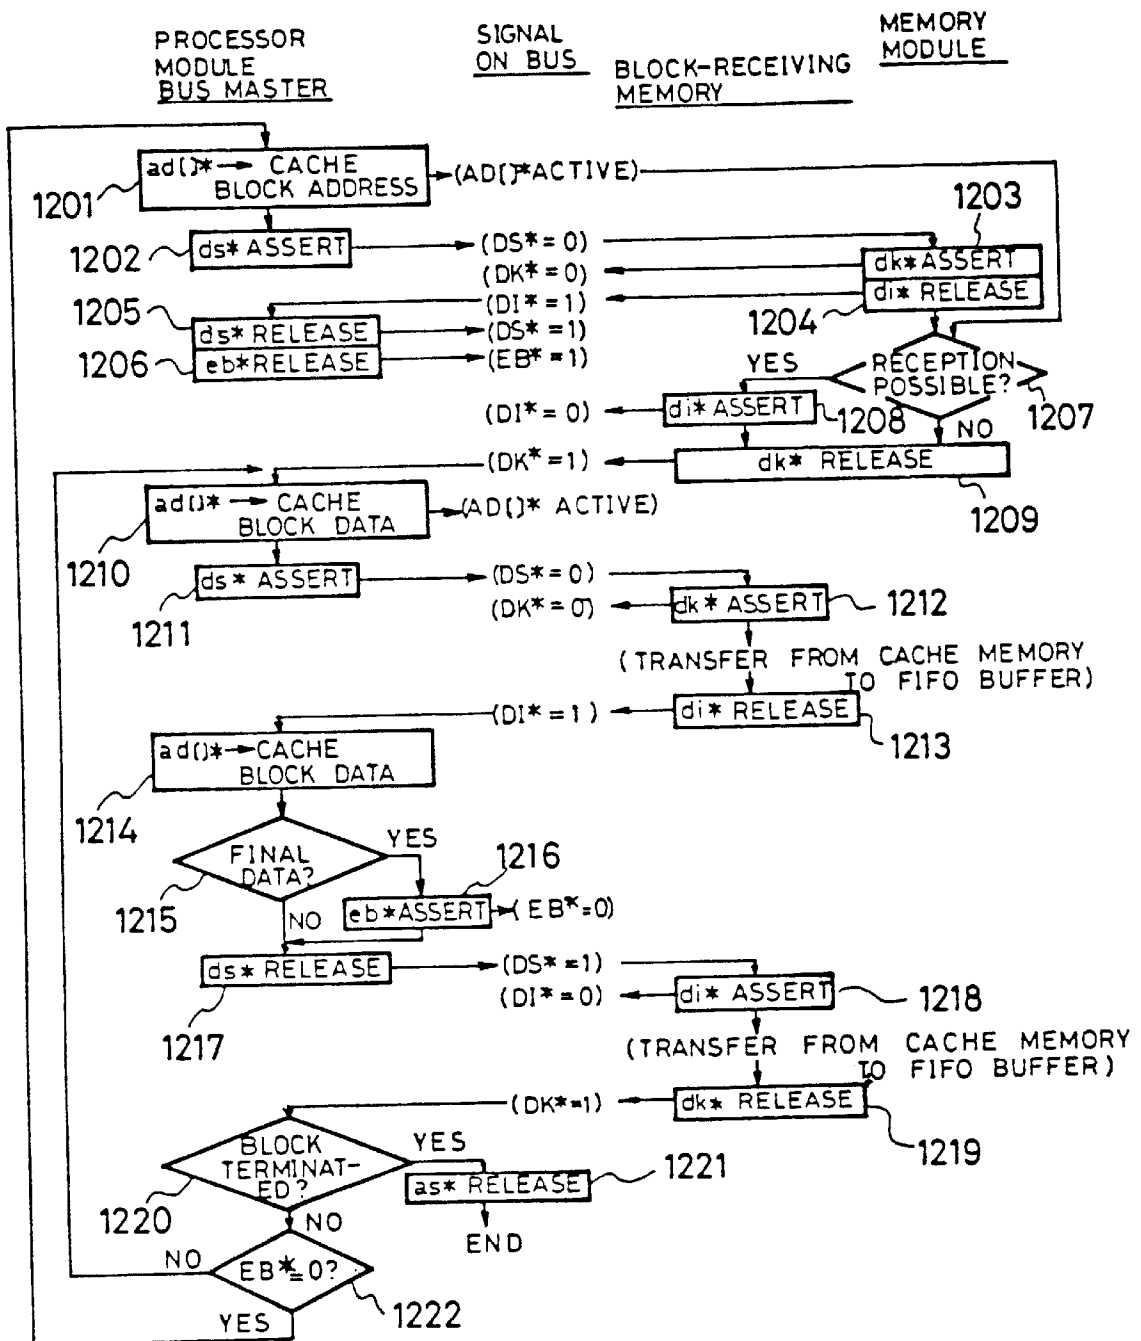 PROCESSOR
MODULE
BUS MASTER
SIGNAL
ON BUS
BLOCK-RECEIVING
MEMORY
MEMORY
MODULE
ad[]*→ CACHE
BLOCK ADDRESS
(AD[]*ACTIVE)
1201
1203
ds* ASSERT
(DS*=0)
1202
dk* ASSERT
(DK*=0)
di* RELEASE
(DI*=1)
1205
1204
ds* RELEASE
(DS*=1)
1206
eb* RELEASE
(EB*=1)
YES
RECEPTION
POSSIBLE?
1207
(DI*=0)
di* ASSERT
1208
NO
(DK*=1)
dk* RELEASE
1209
ad[]*→ CACHE
BLOCK DATA
(AD[]* ACTIVE)
1210
ds* ASSERT
(DS*=0)
1211
(DK*=0)
dk* ASSERT
1212
(TRANSFER FROM CACHE MEMORY
TO FIFO BUFFER)
(DI*=1)
di* RELEASE
1213
ad[]*→CACHE
BLOCK DATA
1214
FINAL
DATA?
YES
1215
1216
NO
eb* ASSERT
(EB*=0)
ds* RELEASE
(DS*=1)
1217
(DI*=0)
di* ASSERT
1218
(TRANSFER FROM CACHE MEMORY
TO FIFO BUFFER)
(DK*=1)
dk* RELEASE
1219
BLOCK
TERMINAT-
ED?
YES
1220
as* RELEASE
1221
NO
END
NO
EB*=0?
1222
YES